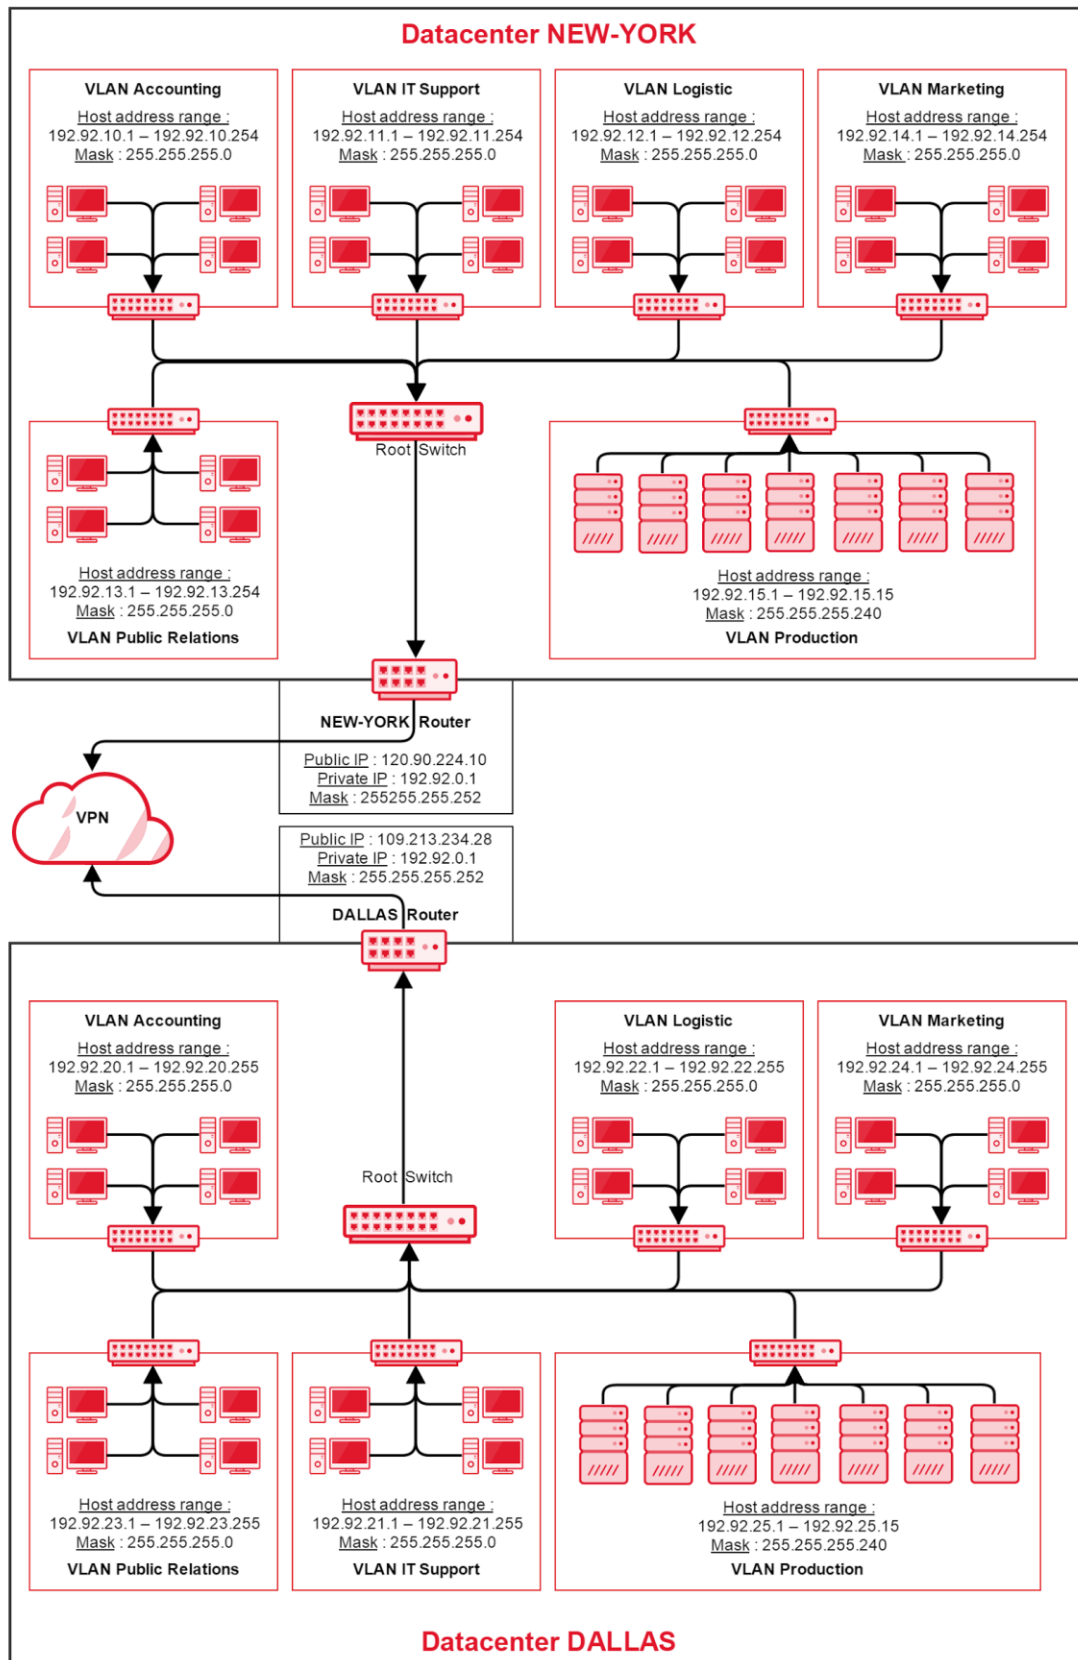 Datacenter NEW-YORK
VLAN Accounting
Host address range :
192.92.10.1 – 192.92.10.254
Mask : 255.255.255.0
VLAN IT Support
Host address range :
192.92.11.1 – 192.92.11.254
Mask : 255.255.255.0
VLAN Logistic
Host address range :
192.92.12.1 – 192.92.12.254
Mask : 255.255.255.0
VLAN Marketing
Host address range :
192.92.14.1 – 192.92.14.254
Mask : 255.255.255.0
Root Switch
Host address range :
192.92.13.1 – 192.92.13.254
Mask : 255.255.255.0
VLAN Public Relations
Host address range :
192.92.15.1 – 192.92.15.15
Mask : 255.255.255.240
VLAN Production
NEW-YORK Router
Public IP : 120.90.224.10
Private IP : 192.92.0.1
Mask : 255255.255.252
VPN
Public IP : 109.213.234.28
Private IP : 192.92.0.1
Mask : 255.255.255.252
DALLAS Router
VLAN Accounting
Host address range :
192.92.20.1 – 192.92.20.255
Mask : 255.255.255.0
VLAN Logistic
Host address range :
192.92.22.1 – 192.92.22.255
Mask : 255.255.255.0
VLAN Marketing
Host address range :
192.92.24.1 – 192.92.24.255
Mask : 255.255.255.0
Root Switch
Host address range :
192.92.23.1 – 192.92.23.255
Mask : 255.255.255.0
VLAN Public Relations
Host address range :
192.92.21.1 – 192.92.21.255
Mask : 255.255.255.0
VLAN IT Support
Host address range :
192.92.25.1 – 192.92.25.15
Mask : 255.255.255.240
VLAN Production
Datacenter DALLAS